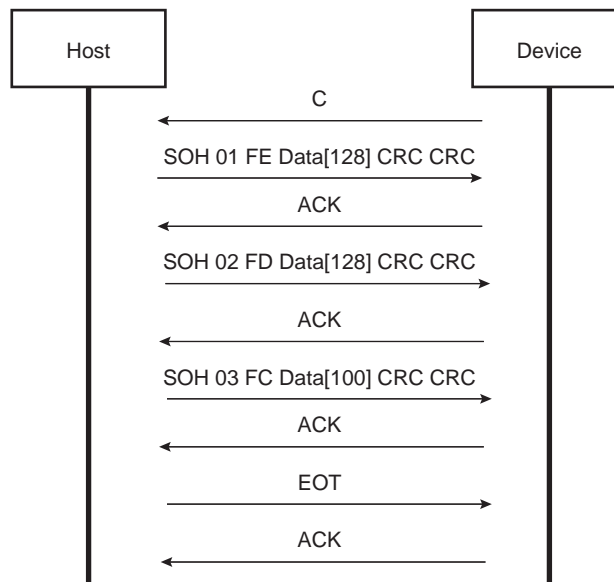 Host
Device
C
SOH 01 FE Data[128] CRC CRC
ACK
SOH 02 FD Data[128] CRC CRC
ACK
SOH 03 FC Data[100] CRC CRC
ACK
EOT
ACK